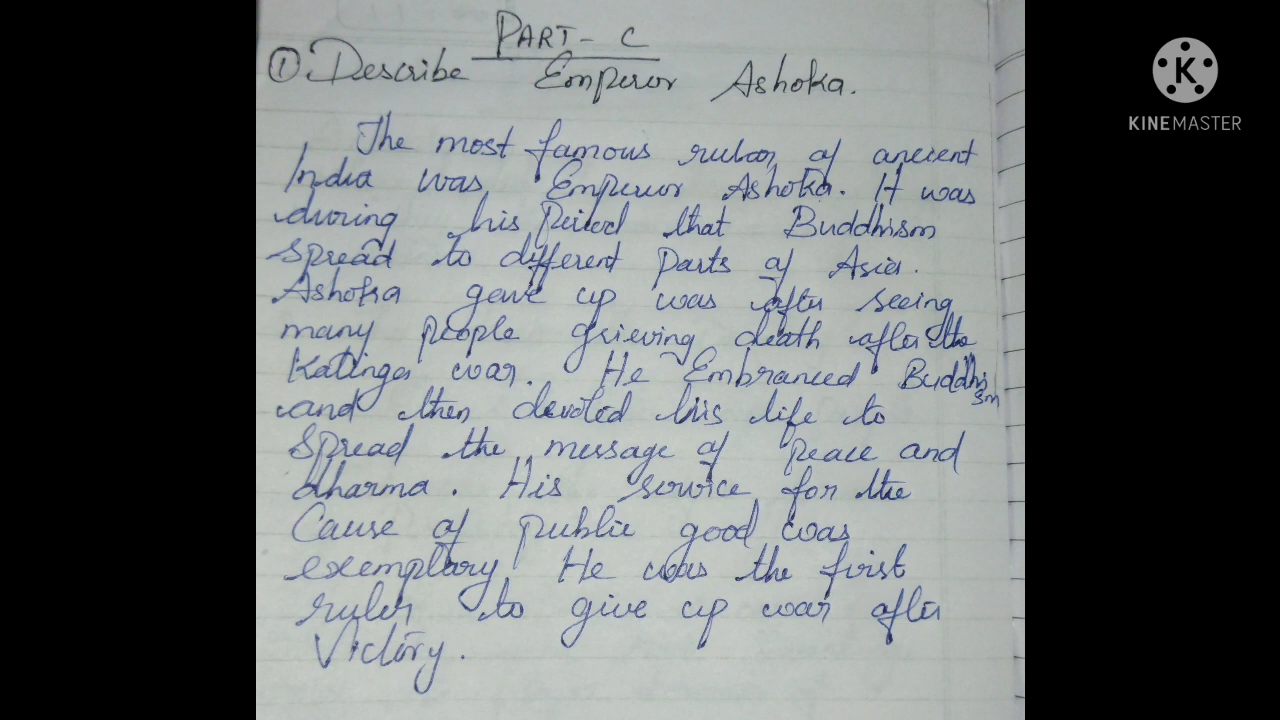 PART - C
① Describe Emperor Ashoka.
The most famous rular of ancient
India was Emperor Ashoka. It was
during his period that Buddhism
spread to different parts of Asia.
Ashoka gave up was after seeing
many people grieving death after the
Katinga war. He Embranced Buddhism
and then devoted his life to
Spread the message of peace and
dharma. His service for the
Cause of public good was
exemplary He was the first
ruler to give up war after
Victory.
K
KINEMASTER